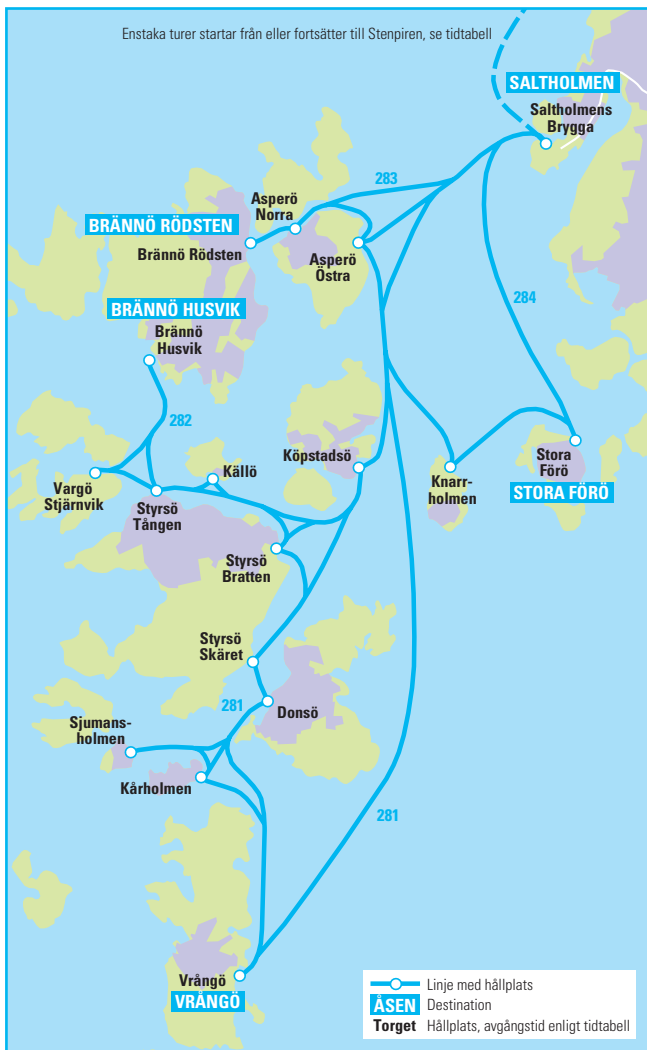 Enstaka turer startar från eller fortsätter till Stenpiren, se tidtabell
SALTHOLMEN
Saltholmens
Brygga
283
Asperö
Norra
BRÄNNÖ RÖDSTEN
Brännö Rödsten
Asperö
Östra
284
BRÄNNÖ HUSVIK
Brännö
Husvik
282
Källö
Köpstadsö
Vargö
Stjärnvik
Styrsö
Tången
Knarr-
holmen
Stora
Förö
STORA FÖRÖ
Styrsö
Bratten
Styrsö
Skäret
281
Donsö
Sjumans-
holmen
Kårholmen
281
Vrångö
VRÅNGÖ
Linje med hållplats
ÅSEN Destination
Torget Hållplats, avgångstid enligt tidtabell